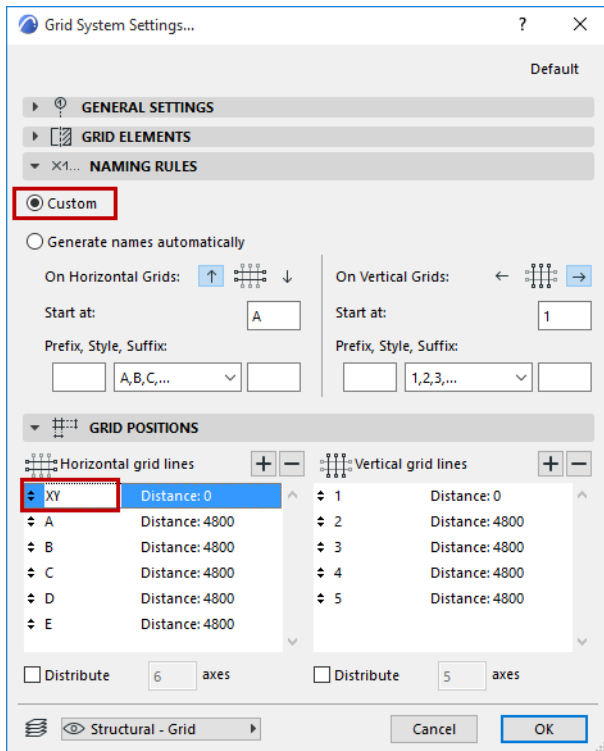 Grid System Settings... ?
Default
GENERAL SETTINGS
GRID ELEMENTS
X1... NAMING RULES
Custom
Generate names automatically
On Horizontal Grids: On Vertical Grids:
Start at: A Start at: 1
Prefix, Style, Suffix: Prefix, Style, Suffix:
A,B,C,... 1,2,3,...
GRID POSITIONS
Horizontal grid lines Vertical grid lines
XY Distance: 0 1 Distance: 0
A Distance: 4800 2 Distance: 4800
B Distance: 4800 3 Distance: 4800
C Distance: 4800 4 Distance: 4800
D Distance: 4800 5 Distance: 4800
E Distance: 4800
Distribute 6 axes Distribute 5 axes
Structural - Grid Cancel OK